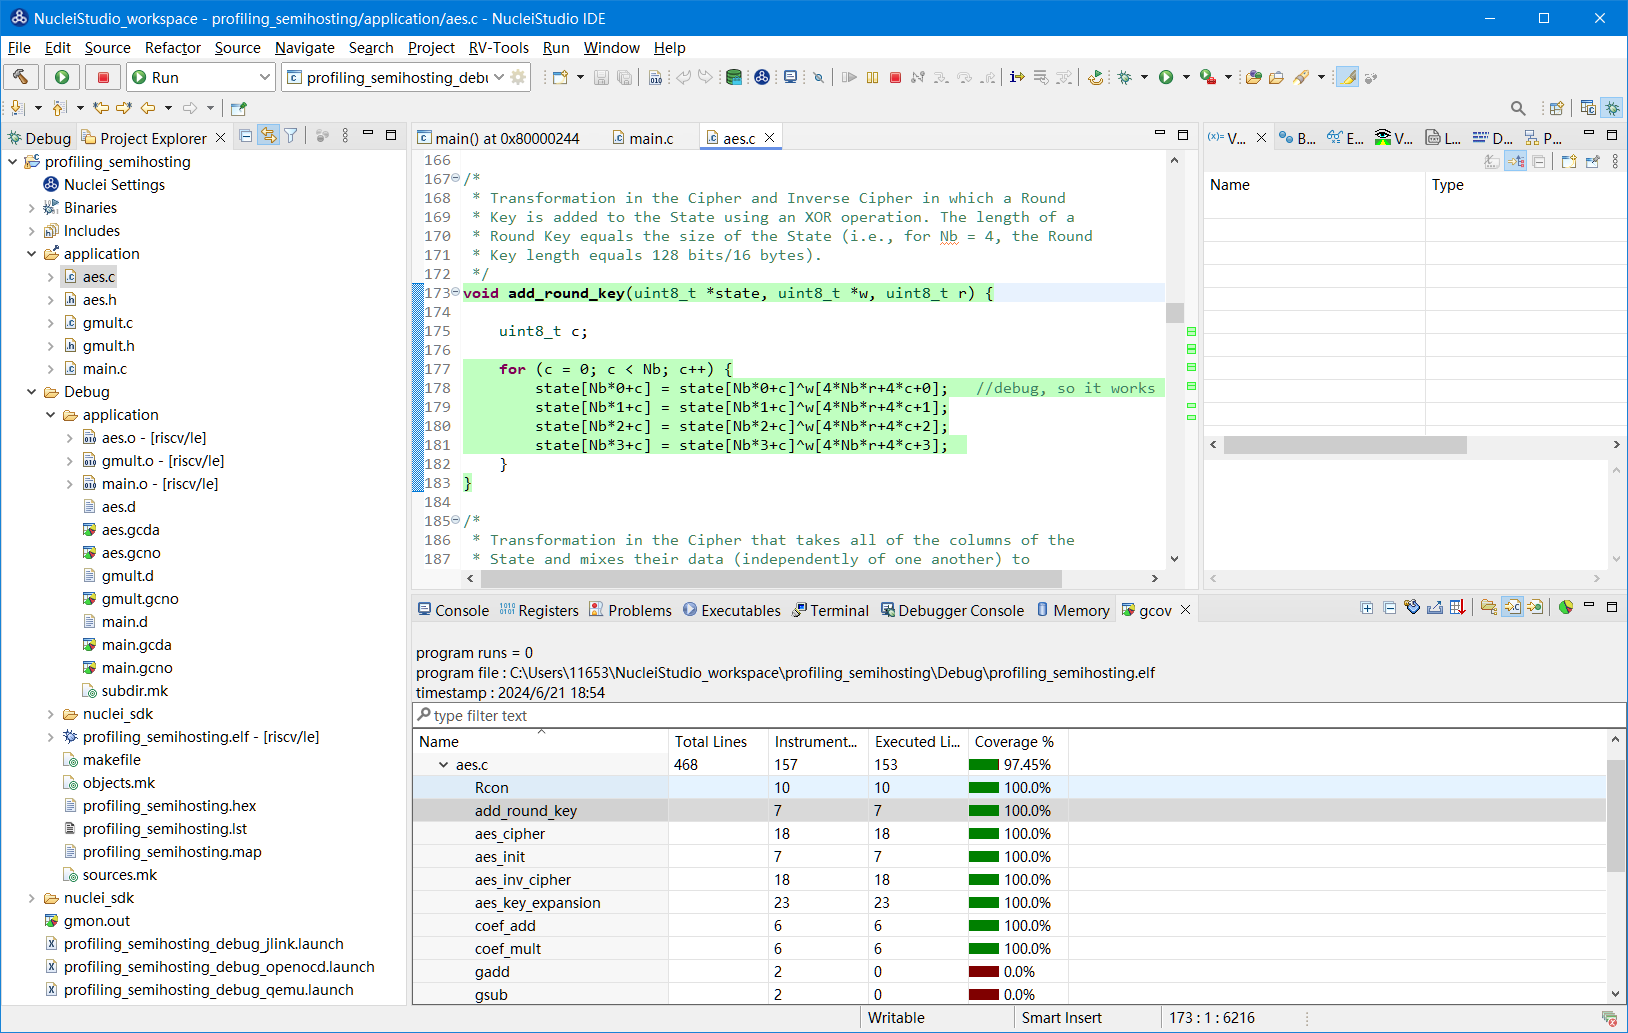 NucleiStudio_workspace - profiling_semihosting/application/aes.c - NucleiStudio IDE
File Edit Source Refactor Source Navigate Search Project RV-Tools Run Window Help
Run profiling_semihosting_debu
Debug Project Explorer
profiling_semihosting
Nuclei Settings
Binaries
Includes
application
aes.c
aes.h
gmult.c
gmult.h
main.c
Debug
application
aes.o - [riscv/le]
gmult.o - [riscv/le]
main.o - [riscv/le]
aes.d
aes.gcda
aes.gcno
gmult.d
gmult.gcno
main.d
main.gcda
main.gcno
subdir.mk
nuclei_sdk
profiling_semihosting.elf - [riscv/le]
makefile
objects.mk
profiling_semihosting.hex
profiling_semihosting.lst
profiling_semihosting.map
sources.mk
nuclei_sdk
gmon.out
profiling_semihosting_debug_jlink.launch
profiling_semihosting_debug_openocd.launch
profiling_semihosting_debug_qemu.launch
main() at 0x80000244 main.c aes.c
166
167 /*
168 * Transformation in the Cipher and Inverse Cipher in which a Round
169 * Key is added to the State using an XOR operation. The length of a
170 * Round Key equals the size of the State (i.e., for Nb = 4, the Round
171 * Key length equals 128 bits/16 bytes).
172 */
173 void add_round_key(uint8_t *state, uint8_t *w, uint8_t r) {
174
175 uint8_t c;
176
177 for (c = 0; c < Nb; c++) {
178 state[Nb*0+c] = state[Nb*0+c]^w[4*Nb*r+4*c+0]; //debug, so it works
179 state[Nb*1+c] = state[Nb*1+c]^w[4*Nb*r+4*c+1];
180 state[Nb*2+c] = state[Nb*2+c]^w[4*Nb*r+4*c+2];
181 state[Nb*3+c] = state[Nb*3+c]^w[4*Nb*r+4*c+3];
182 }
183 }
184
185 /*
186 * Transformation in the Cipher that takes all of the columns of the
187 * State and mixes their data (independently of one another) to
(x)= V... B... E... V... L... D... P...
Name Type
Console Registers Problems Executables Terminal Debugger Console Memory gcov
program runs = 0
program file : C:\Users\11653\NucleiStudio_workspace\profiling_semihosting\Debug\profiling_semihosting.elf
timestamp : 2024/6/21 18:54
type filter text
Name Total Lines Instrument... Executed Li... Coverage %
aes.c 468 157 153 97.45%
Rcon 10 10 100.0%
add_round_key 7 7 100.0%
aes_cipher 18 18 100.0%
aes_init 7 7 100.0%
aes_inv_cipher 18 18 100.0%
aes_key_expansion 23 23 100.0%
coef_add 6 6 100.0%
coef_mult 6 6 100.0%
gadd 2 0 0.0%
gsub 2 0 0.0%
Writable Smart Insert 173 : 1 : 6216